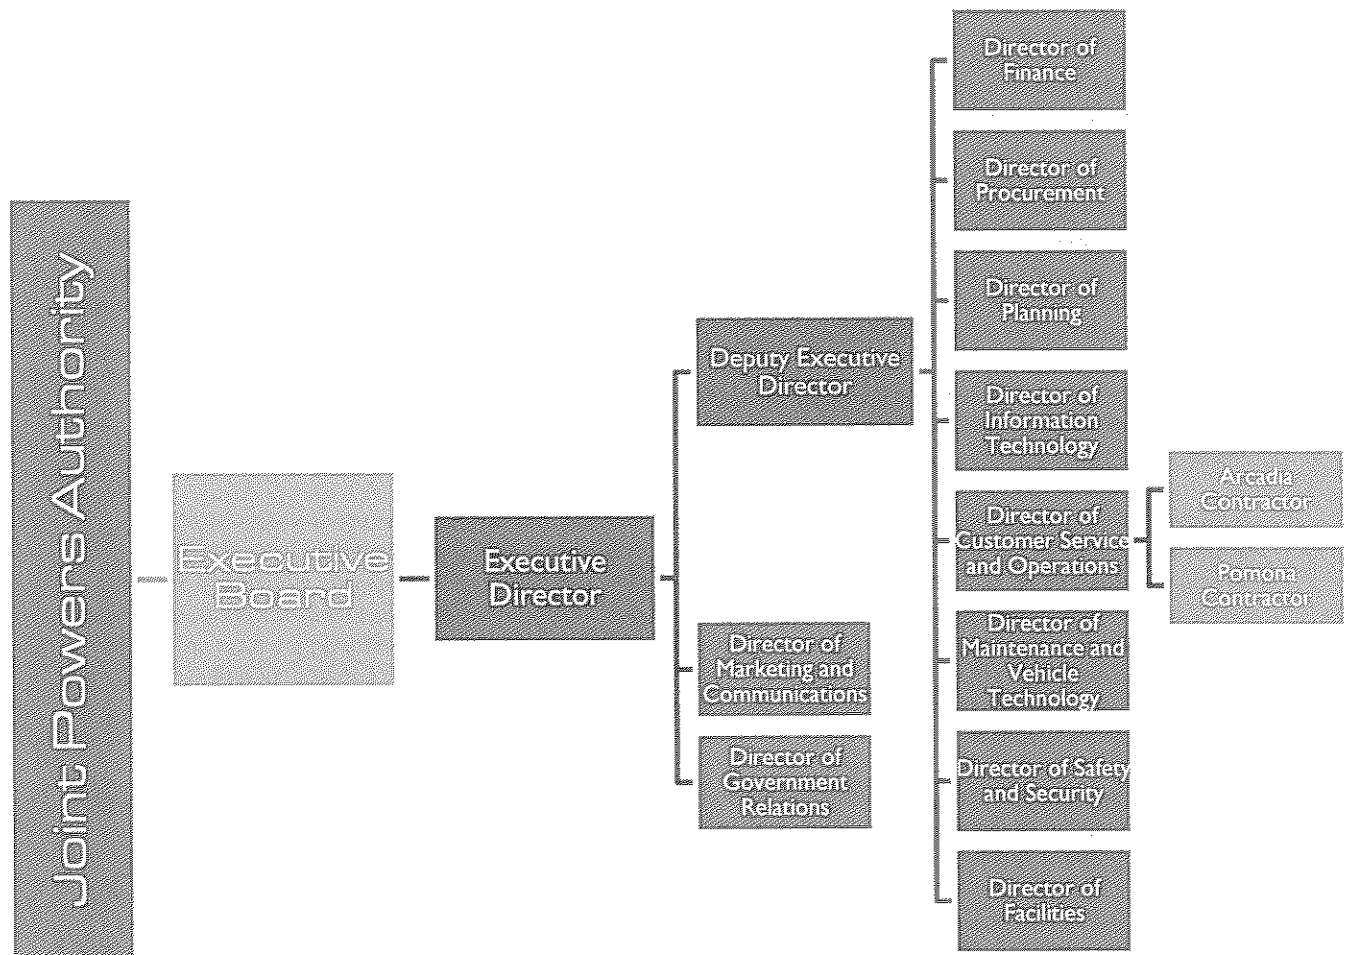 Joint Powers Authority
Executive
Board
Executive
Director
Deputy Executive
Director
Director of
Marketing and
Communications
Director of
Government
Relations
Director of
Finance
Director of
Procurement
Director of
Planning
Director of
Information
Technology
Director of
Customer Service
and Operations
Director of
Maintenance and
Vehicle
Technology
Director of Safety
and Security
Director of
Facilities
Arcadia
Contractor
Pomona
Contractor